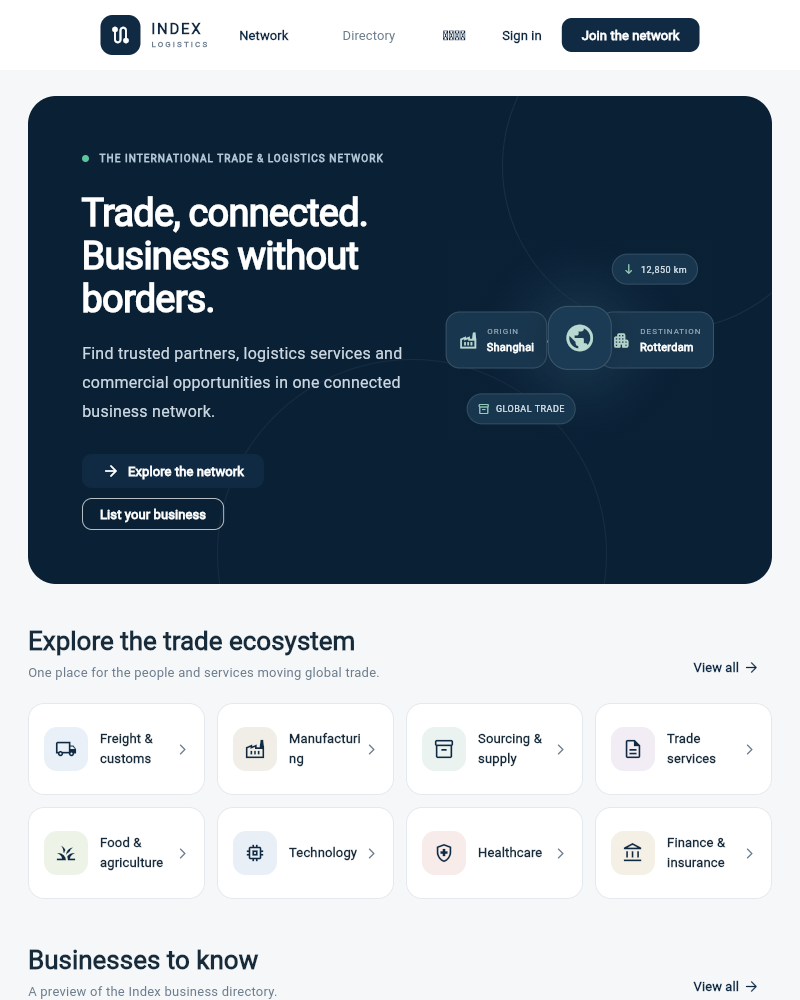 INDEX
LOGISTICS
Network
Directory
Sign in
Join the network
THE INTERNATIONAL TRADE & LOGISTICS NETWORK
Trade, connected.
Business without
borders.
Find trusted partners, logistics services and
commercial opportunities in one connected
business network.
Explore the network
List your business
12,850 km
ORIGIN
Shanghai
DESTINATION
Rotterdam
GLOBAL TRADE
Explore the trade ecosystem
One place for the people and services moving global trade.
View all
Freight &
customs
Manufacturi
ng
Sourcing &
supply
Trade
services
Food &
agriculture
Technology
Healthcare
Finance &
insurance
Businesses to know
A preview of the Index business directory.
View all